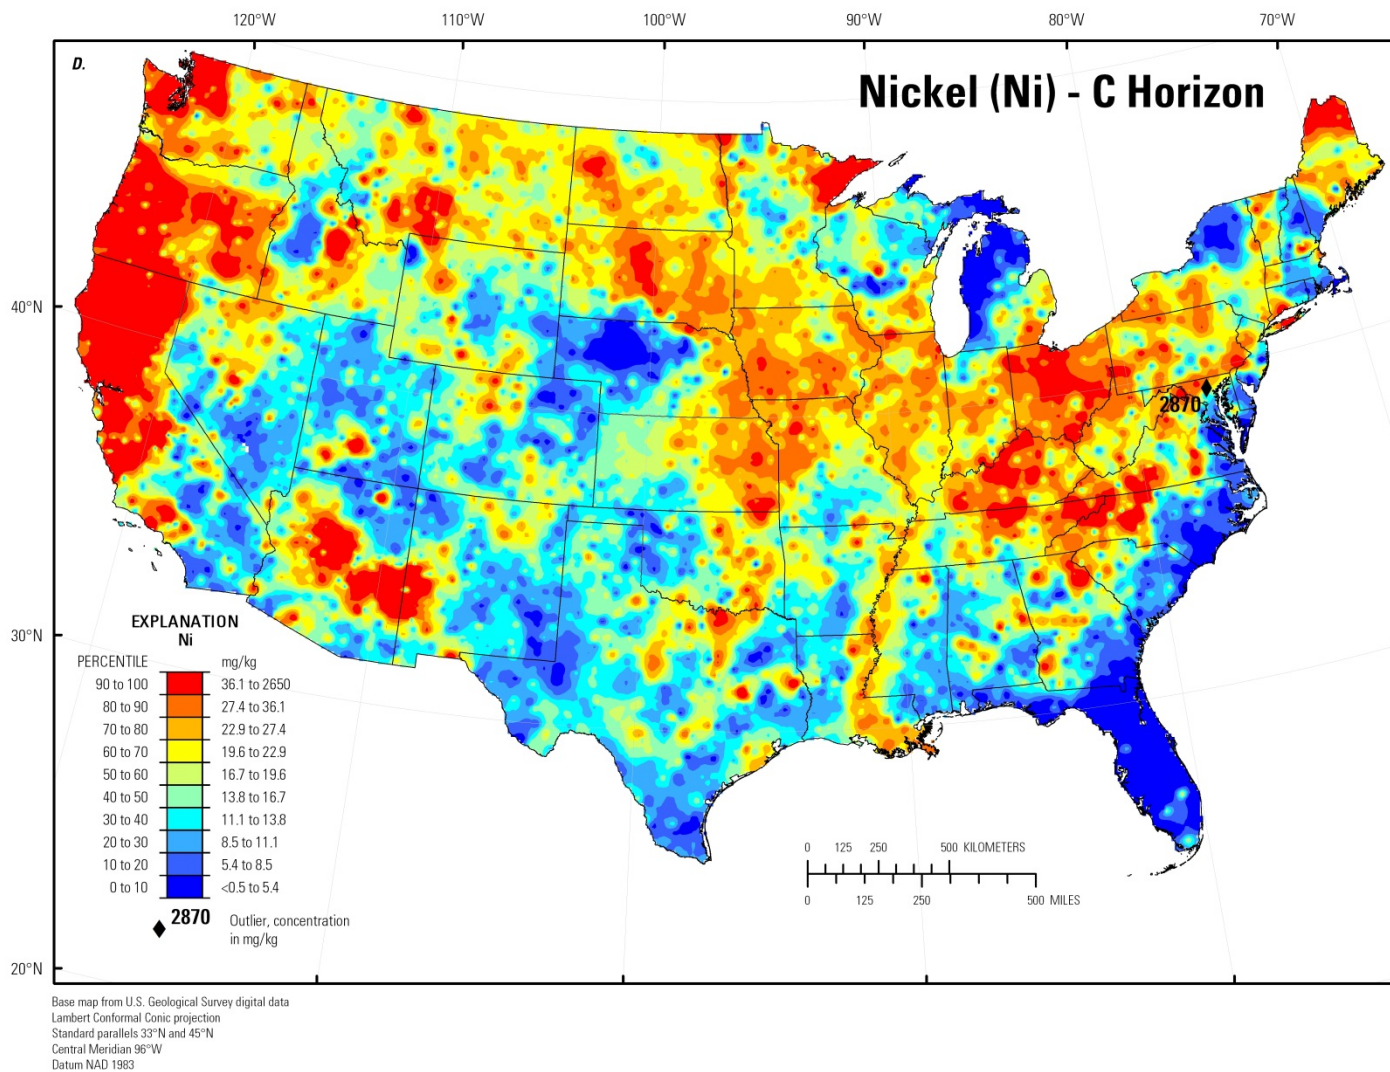 120°W 110°W 100°W 90°W 80°W 70°W
D.
Nickel (Ni) - C Horizon
40°N
2870
30°N
EXPLANATION
Ni
PERCENTILE mg/kg
90 to 100 36.1 to 2650
80 to 90 27.4 to 36.1
70 to 80 22.9 to 27.4
60 to 70 19.6 to 22.9
50 to 60 16.7 to 19.6
40 to 50 13.8 to 16.7
30 to 40 11.1 to 13.8
20 to 30 8.5 to 11.1
10 to 20 5.4 to 8.5
0 to 10 <0.5 to 5.4
2870 Outlier, concentration
in mg/kg
0 125 250 500 KILOMETERS
0 125 250 500 MILES
20°N
Base map from U.S. Geological Survey digital data
Lambert Conformal Conic projection
Standard parallels 33°N and 45°N
Central Meridian 96°W
Datum NAD 1983